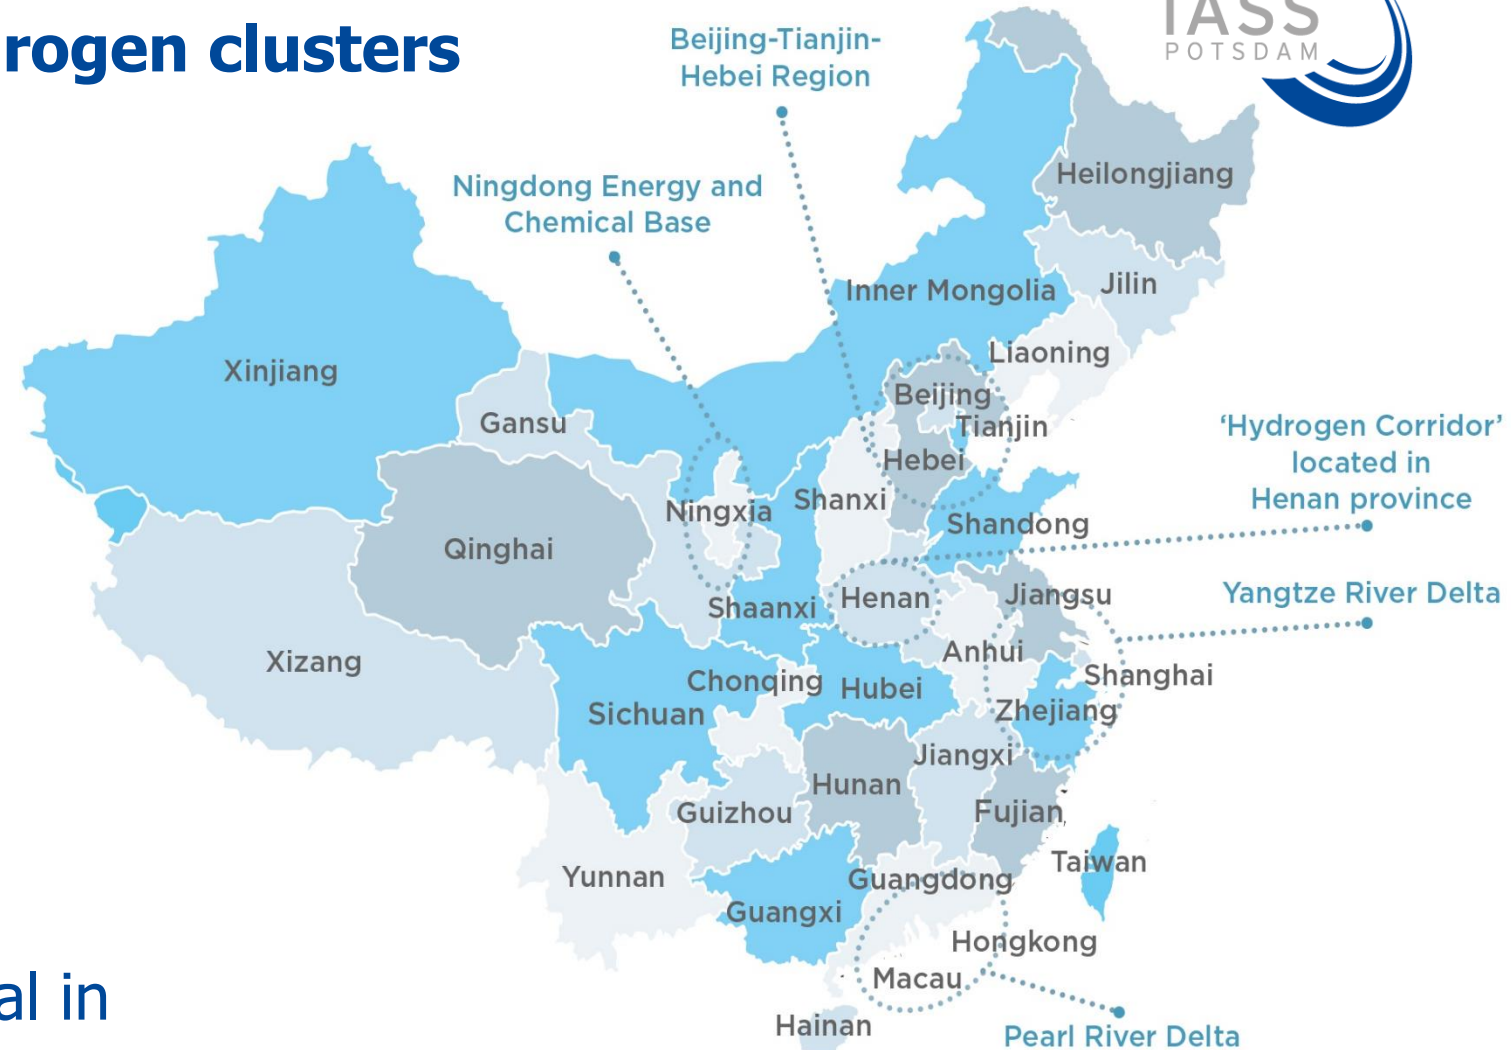 rogen clusters
IASS
POTSDAM
Beijing-Tianjin-
Hebei Region
Ningdong Energy and
Chemical Base
Heilongjiang
Inner Mongolia
Jilin
Xinjiang
Liaoning
Gansu
Beijing
Tianjin
Hebei
'Hydrogen Corridor'
located in
Henan province
Ningxia
Shanxi
Shandong
Qinghai
Shaanxi
Henan
Jiangsu
Yangtze River Delta
Xizang
Anhui
Chonqing
Hubei
Shanghai
Sichuan
Zhejiang
Jiangxi
Hunan
Guizhou
Fujian
Taiwan
Yunnan
Guangdong
Guangxi
Hongkong
Macau
al in
Hainan
Pearl River Delta